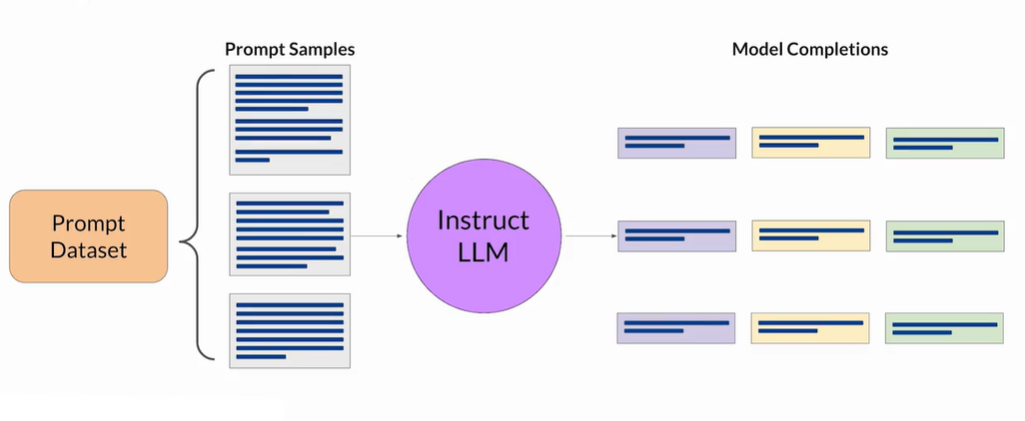 Prompt Samples
Model Completions
Prompt
Dataset
Instruct
LLM